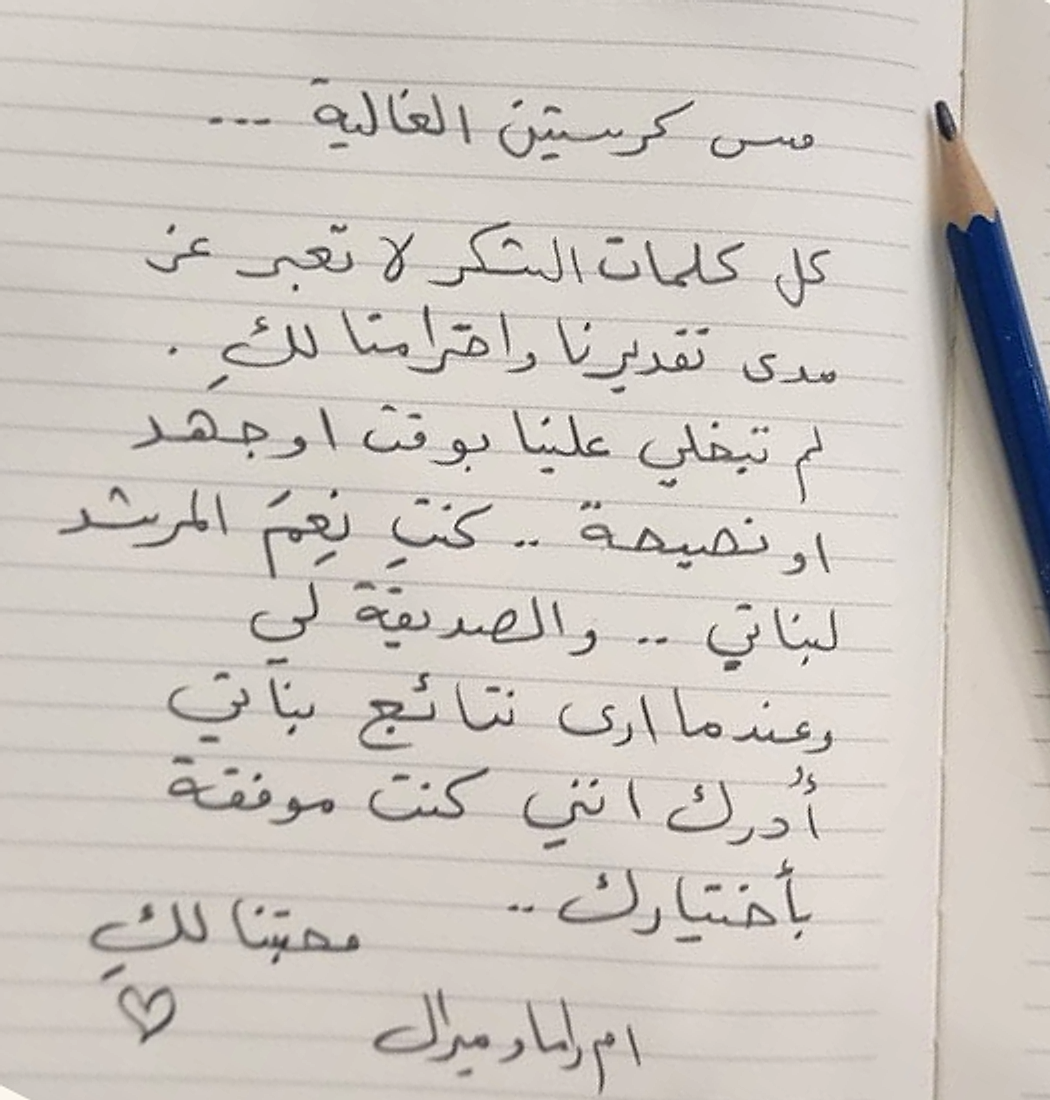 مس كرستين الغالية ...
كل كلمات الشكر لا تعبر عن
مدى تقديرنا واحترامنا لكِ .
لم تبخلي علينا بوقت او جهد
او نصيحة .. كنتِ نِعِمَ المرشد
لبناتي .. والصديقة لي
وعندما ارى نتائج بناتي
أُدرك انني كنت موفقة
بأختيارك ..
محبتنا لكِ
ام راما وميرال ♡